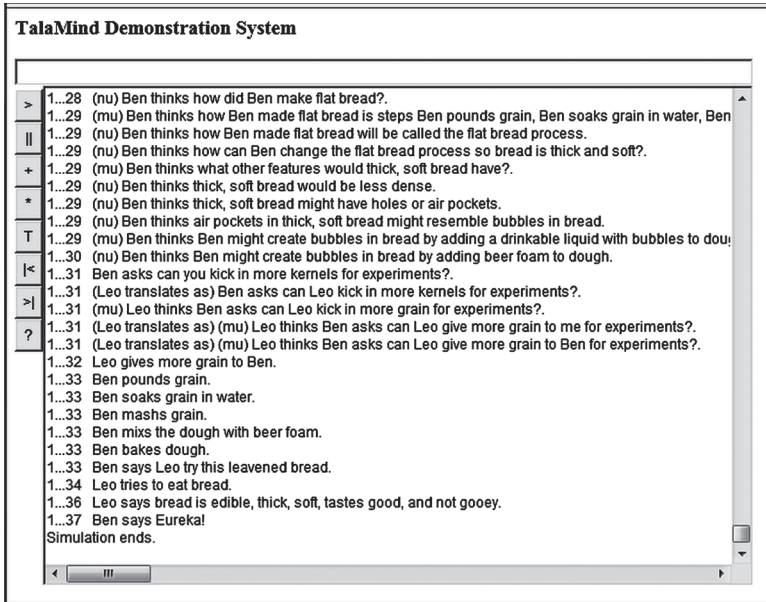 TalaMind Demonstration System
1...28 (nu) Ben thinks how did Ben make flat bread?.
1...29 (mu) Ben thinks how Ben made flat bread is steps Ben pounds grain, Ben soaks grain in water, Ben
1...29 (nu) Ben thinks how Ben made flat bread will be called the flat bread process.
1...29 (nu) Ben thinks how can Ben change the flat bread process so bread is thick and soft?.
1...29 (mu) Ben thinks what other features would thick, soft bread have?.
1...29 (nu) Ben thinks thick, soft bread would be less dense.
1...29 (nu) Ben thinks thick, soft bread might have holes or air pockets.
1...29 (nu) Ben thinks air pockets in thick, soft bread might resemble bubbles in bread.
1...29 (mu) Ben thinks Ben might create bubbles in bread by adding a drinkable liquid with bubbles to doug
1...30 (nu) Ben thinks Ben might create bubbles in bread by adding beer foam to dough.
1...31 Ben asks can you kick in more kernels for experiments?.
1...31 (Leo translates as) Ben asks can Leo kick in more kernels for experiments?.
1...31 (mu) Leo thinks Ben asks can Leo kick in more grain for experiments?.
1...31 (Leo translates as) (mu) Leo thinks Ben asks can Leo give more grain to me for experiments?.
1...31 (Leo translates as) (mu) Leo thinks Ben asks can Leo give more grain to Ben for experiments?.
1...32 Leo gives more grain to Ben.
1...33 Ben pounds grain.
1...33 Ben soaks grain in water.
1...33 Ben mashs grain.
1...33 Ben mixs the dough with beer foam.
1...33 Ben bakes dough.
1...33 Ben says Leo try this leavened bread.
1...34 Leo tries to eat bread.
1...36 Leo says bread is edible, thick, soft, tastes good, and not gooey.
1...37 Ben says Eureka!
Simulation ends.
>
||
+
*
T
|<
>|
?